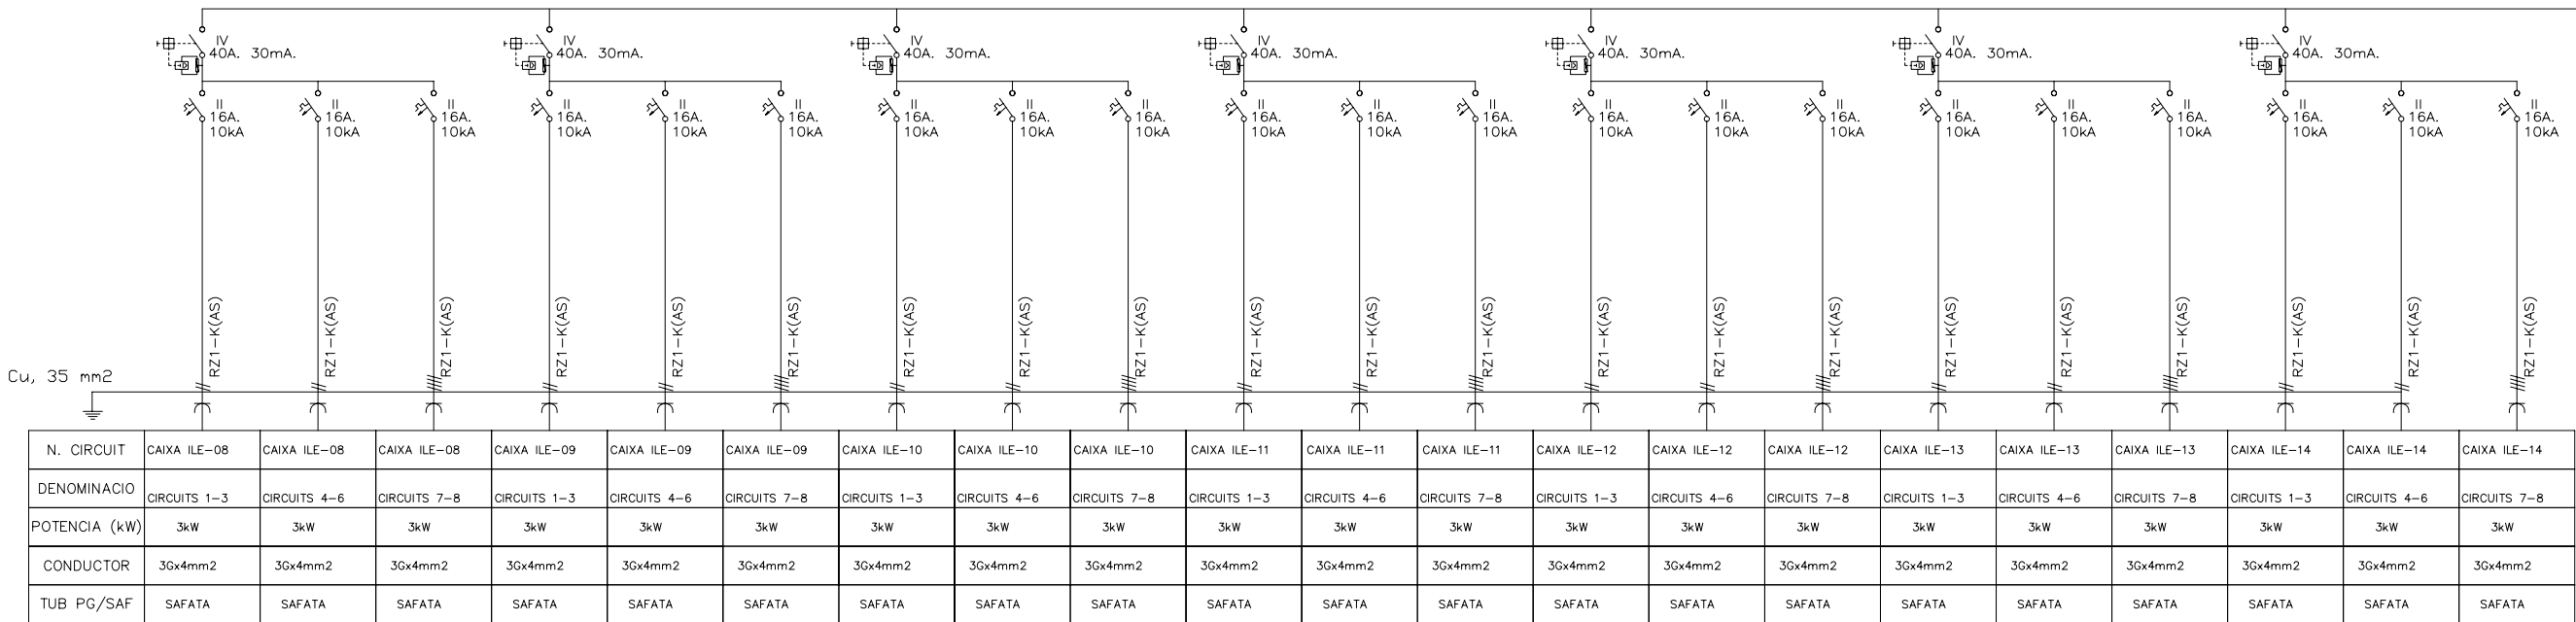 IV IV IV IV IV IV IV
40A. 30mA. 40A. 30mA. 40A. 30mA. 40A. 30mA. 40A. 30mA. 40A. 30mA. 40A. 30mA.
II II II II II II II II II II II II II II II II II II II II II
16A. 16A. 16A. 16A. 16A. 16A. 16A. 16A. 16A. 16A. 16A. 16A. 16A. 16A. 16A. 16A. 16A. 16A. 16A. 16A. 16A.
10kA 10kA 10kA 10kA 10kA 10kA 10kA 10kA 10kA 10kA 10kA 10kA 10kA 10kA 10kA 10kA 10kA 10kA 10kA 10kA 10kA
RZ1-K(AS) RZ1-K(AS) RZ1-K(AS) RZ1-K(AS) RZ1-K(AS) RZ1-K(AS) RZ1-K(AS) RZ1-K(AS) RZ1-K(AS) RZ1-K(AS) RZ1-K(AS) RZ1-K(AS) RZ1-K(AS) RZ1-K(AS) RZ1-K(AS) RZ1-K(AS) RZ1-K(AS) RZ1-K(AS) RZ1-K(AS) RZ1-K(AS) RZ1-K(AS)
Cu, 35 mm2
N. CIRCUIT CAIXA ILE-08 CAIXA ILE-08 CAIXA ILE-08 CAIXA ILE-09 CAIXA ILE-09 CAIXA ILE-09 CAIXA ILE-10 CAIXA ILE-10 CAIXA ILE-10 CAIXA ILE-11 CAIXA ILE-11 CAIXA ILE-11 CAIXA ILE-12 CAIXA ILE-12 CAIXA ILE-12 CAIXA ILE-13 CAIXA ILE-13 CAIXA ILE-13 CAIXA ILE-14 CAIXA ILE-14 CAIXA ILE-14
DENOMINACIO CIRCUITS 1-3 CIRCUITS 4-6 CIRCUITS 7-8 CIRCUITS 1-3 CIRCUITS 4-6 CIRCUITS 7-8 CIRCUITS 1-3 CIRCUITS 4-6 CIRCUITS 7-8 CIRCUITS 1-3 CIRCUITS 4-6 CIRCUITS 7-8 CIRCUITS 1-3 CIRCUITS 4-6 CIRCUITS 7-8 CIRCUITS 1-3 CIRCUITS 4-6 CIRCUITS 7-8 CIRCUITS 1-3 CIRCUITS 4-6 CIRCUITS 7-8
POTENCIA (kW) 3kW 3kW 3kW 3kW 3kW 3kW 3kW 3kW 3kW 3kW 3kW 3kW 3kW 3kW 3kW 3kW 3kW 3kW 3kW 3kW 3kW
CONDUCTOR 3Gx4mm2 3Gx4mm2 3Gx4mm2 3Gx4mm2 3Gx4mm2 3Gx4mm2 3Gx4mm2 3Gx4mm2 3Gx4mm2 3Gx4mm2 3Gx4mm2 3Gx4mm2 3Gx4mm2 3Gx4mm2 3Gx4mm2 3Gx4mm2 3Gx4mm2 3Gx4mm2 3Gx4mm2 3Gx4mm2 3Gx4mm2
TUB PG/SAF SAFATA SAFATA SAFATA SAFATA SAFATA SAFATA SAFATA SAFATA SAFATA SAFATA SAFATA SAFATA SAFATA SAFATA SAFATA SAFATA SAFATA SAFATA SAFATA SAFATA SAFATA